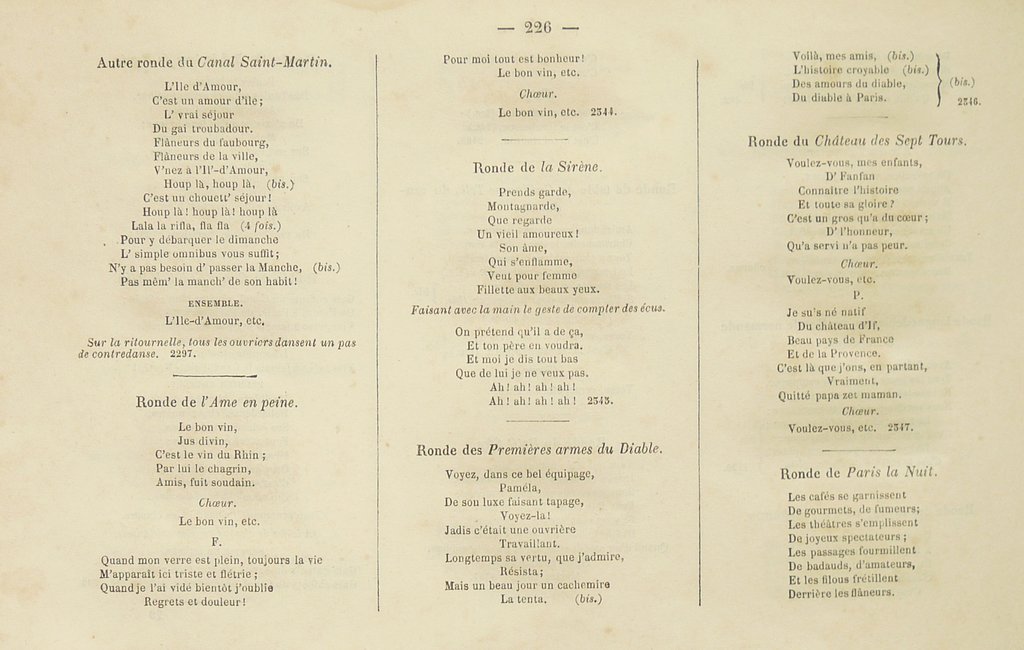 — 226 —
Autre ronde du Canal Saint-Martin.
L'Ile d'Amour,
C'est un amour d'île;
L' vrai séjour
Du gai troubadour.
Flâneurs du faubourg,
Flâneurs de la ville,
V'nez à l'Il'-d'Amour,
Houp là, houp là, (bis.)
C'est un chouett' séjour!
Houp là! houp là! houp là
Lala la rifla, fla fla (4 fois.)
Pour y débarquer le dimanche
L' simple omnibus vous suffit;
N'y a pas besoin d' passer la Manche, (bis.)
Pas mêm' la manch' de son habit!
ENSEMBLE.
L'Ile-d'Amour, etc.
Sur la ritournelle, tous les ouvriers dansent un pas
de contredanse. 2297.
Ronde de l'Ame en peine.
Le bon vin,
Jus divin,
C'est le vin du Rhin;
Par lui le chagrin,
Amis, fuit soudain.
Chœur.
Le bon vin, etc.
F.
Quand mon verre est plein, toujours la vie
M'apparaît ici triste et flétrie;
Quand je l'ai vidé bientôt j'oublie
Regrets et douleur!
Pour moi tout est bonheur!
Le bon vin, etc.
Chœur.
Le bon vin, etc. 2344.
Ronde de la Sirène.
Prends garde,
Montagnarde,
Que regarde
Un vieil amoureux!
Son âme,
Qui s'enflamme,
Veut pour femme
Fillette aux beaux yeux.
Faisant avec la main le geste de compter des écus.
On prétend qu'il a de ça,
Et ton père en voudra.
Et moi je dis tout bas
Que de lui je ne veux pas.
Ah! ah! ah! ah!
Ah! ah! ah! ah! 2345.
Ronde des Premières armes du Diable.
Voyez, dans ce bel équipage,
Paméla,
De son luxe faisant tapage,
Voyez-la!
Jadis c'était une ouvrière
Travaillant.
Longtemps sa vertu, que j'admire,
Résista;
Mais un beau jour un cachemire
La tenta. (bis.)
Voilà, mes amis, (bis.)
L'histoire croyable (bis.)
Des amours du diable, (bis.)
Du diable à Paris. 2346.
Ronde du Château des Sept Tours.
Voulez-vous, mes enfants,
D' Fanfan
Connaître l'histoire
Et toute sa gloire?
C'est un gros qu'a du cœur;
D' l'honneur,
Qu'a servi n'a pas peur.
Chœur.
Voulez-vous, etc.
P.
Je su's né natif
Du château d'If,
Beau pays de France
Et de la Provence.
C'est là que j'ons, en partant,
Vraiment,
Quitté papa zet maman.
Chœur.
Voulez-vous, etc. 2347.
Ronde de Paris la Nuit.
Les cafés se garnissent
De gourmets, de fumeurs;
Les théâtres s'emplissent
De joyeux spectateurs;
Les passages fourmillent
De badauds, d'amateurs,
Et les filous frétillent
Derrière les flâneurs.